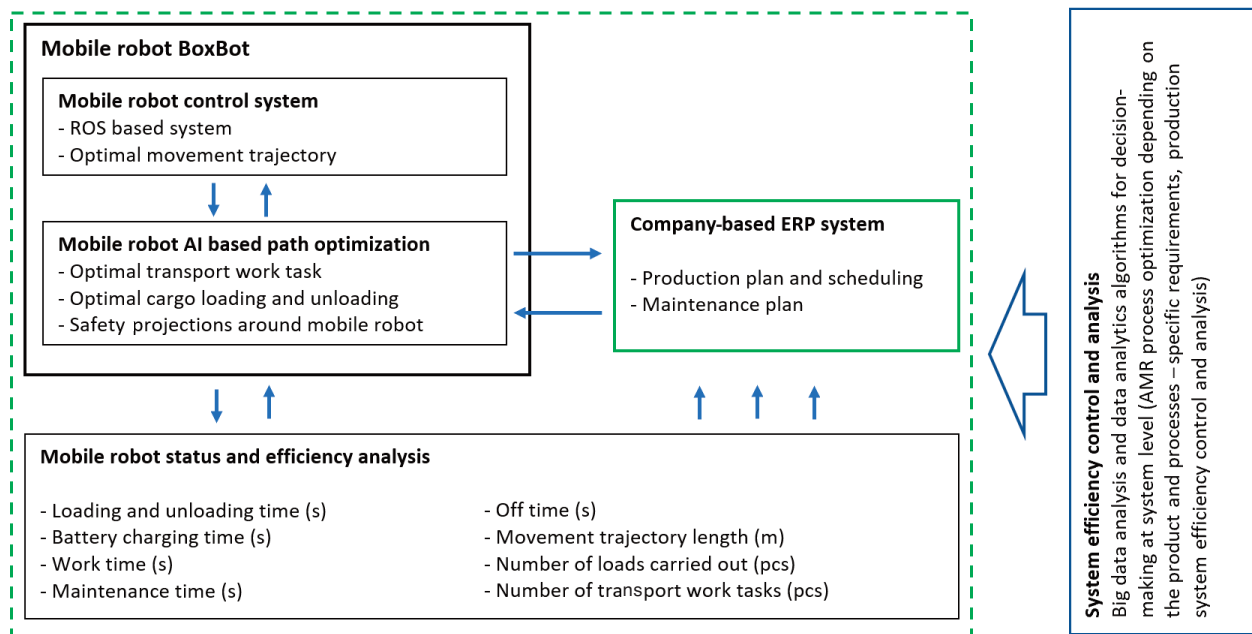 Mobile robot BoxBot
Mobile robot control system
- ROS based system
- Optimal movement trajectory
Mobile robot AI based path optimization
- Optimal transport work task
- Optimal cargo loading and unloading
- Safety projections around mobile robot
Company-based ERP system
- Production plan and scheduling
- Maintenance plan
Mobile robot status and efficiency analysis
- Loading and unloading time (s)
- Battery charging time (s)
- Work time (s)
- Maintenance time (s)
- Off time (s)
- Movement trajectory length (m)
- Number of loads carried out (pcs)
- Number of transport work tasks (pcs)
System efficiency control and analysis
Big data analysis and data analytics algorithms for decision-
making at system level (AMR process optimization depending on
the product and processes – specific requirements, production
system efficiency control and analysis)